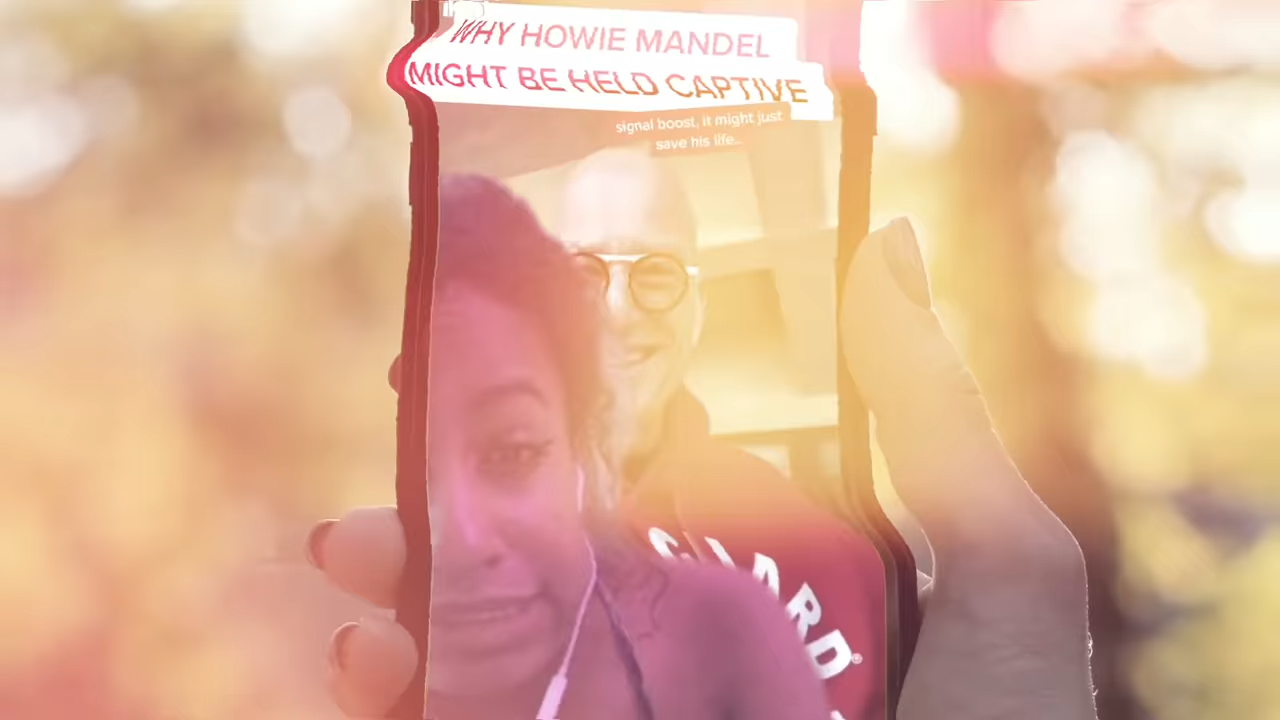 WHY HOWIE MANDEL
MIGHT BE HELD CAPTIVE
signal boost, it might just
save his life...